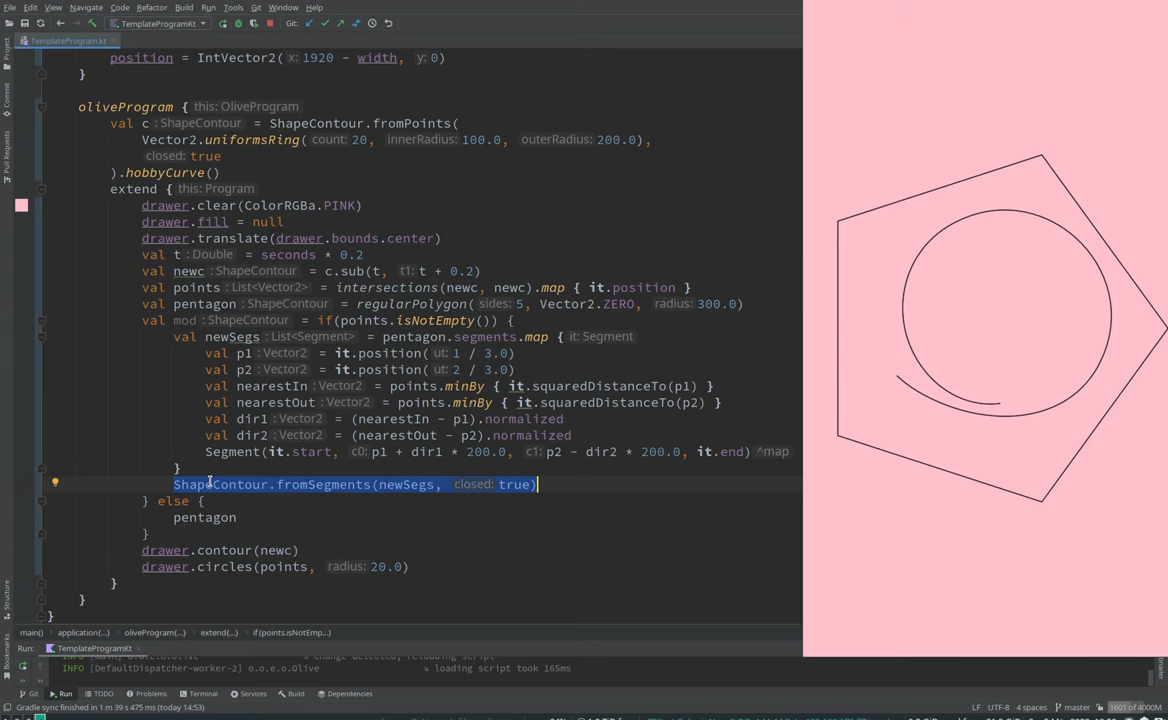 File Edit View Navigate Code Refactor Build Run Tools Git Window Help
TemplateProgramKt Git:
TemplateProgram.kt
Project
Commit
Pull Requests
position = IntVector2( x: 1920 - width, y: 0)
}
oliveProgram { this: OliveProgram
val c : ShapeContour = ShapeContour.fromPoints(
Vector2.uniformsRing( count: 20, innerRadius: 100.0, outerRadius: 200.0),
closed: true
).hobbyCurve()
extend { this: Program
drawer.clear(ColorRGBa.PINK)
drawer.fill = null
drawer.translate(drawer.bounds.center)
val t : Double = seconds * 0.2
val newc : ShapeContour = c.sub(t, t1: t + 0.2)
val points : List<Vector2> = intersections(newc, newc).map { it.position }
val pentagon : ShapeContour = regularPolygon( sides: 5, Vector2.ZERO, radius: 300.0)
val mod : ShapeContour = if(points.isNotEmpty()) {
val newSegs : List<Segment> = pentagon.segments.map { it: Segment
val p1 : Vector2 = it.position( ut: 1 / 3.0)
val p2 : Vector2 = it.position( ut: 2 / 3.0)
val nearestIn : Vector2 = points.minBy { it.squaredDistanceTo(p1) }
val nearestOut : Vector2 = points.minBy { it.squaredDistanceTo(p2) }
val dir1 : Vector2 = (nearestIn - p1).normalized
val dir2 : Vector2 = (nearestOut - p2).normalized
Segment(it.start, c0: p1 + dir1 * 200.0, c1: p2 - dir2 * 200.0, it.end) ^map
}
ShapeContour.fromSegments(newSegs, closed: true)
} else {
pentagon
}
drawer.contour(newc)
drawer.circles(points, radius: 20.0)
}
}
}
Structure
Bookmarks
main() application{...} oliveProgram{...} extend{...} if (points.isNotEmp...)
Run: TemplateProgramKt
INFO [DefaultDispatcher-worker-2] o.o.e.o.Olive ↘ loading script took 165ms
Git Run TODO Problems Terminal Services Build Run Dependencies
Gradle sync finished in 1 m 39 s 475 ms (today 14:53) LF UTF-8 4 spaces master 1601 of 4000M